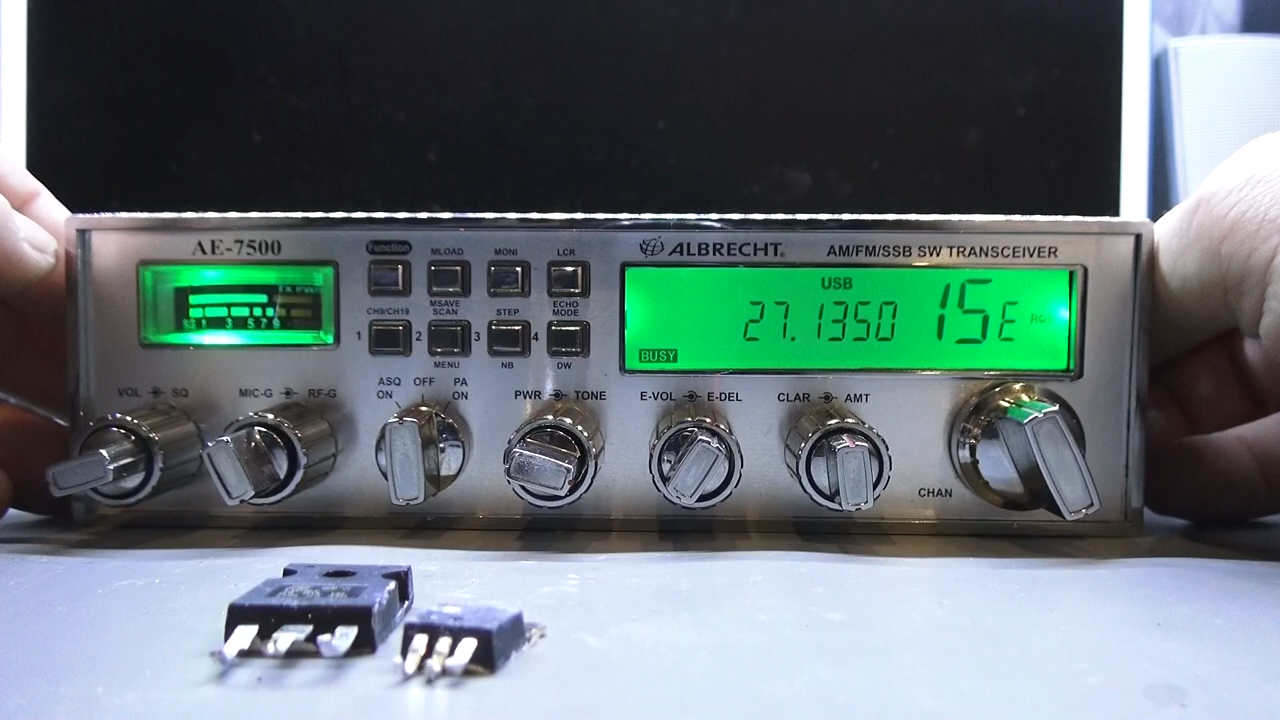 AE-7500
Function
MLOAD
MONI
LCR
ALBRECHT®
AM/FM/SSB SW TRANSCEIVER
USB
27.1350 15E
BUSY
S 1 3 5 7 9
MSAVE
ECHO
CH9/CH19
SCAN
STEP
MODE
1
2
3
4
MENU
NB
DW
VOL
SQ
MIC-G
RF-G
ASQ OFF PA
ON
ON
PWR
TONE
E-VOL
E-DEL
CLAR
AMT
CHAN